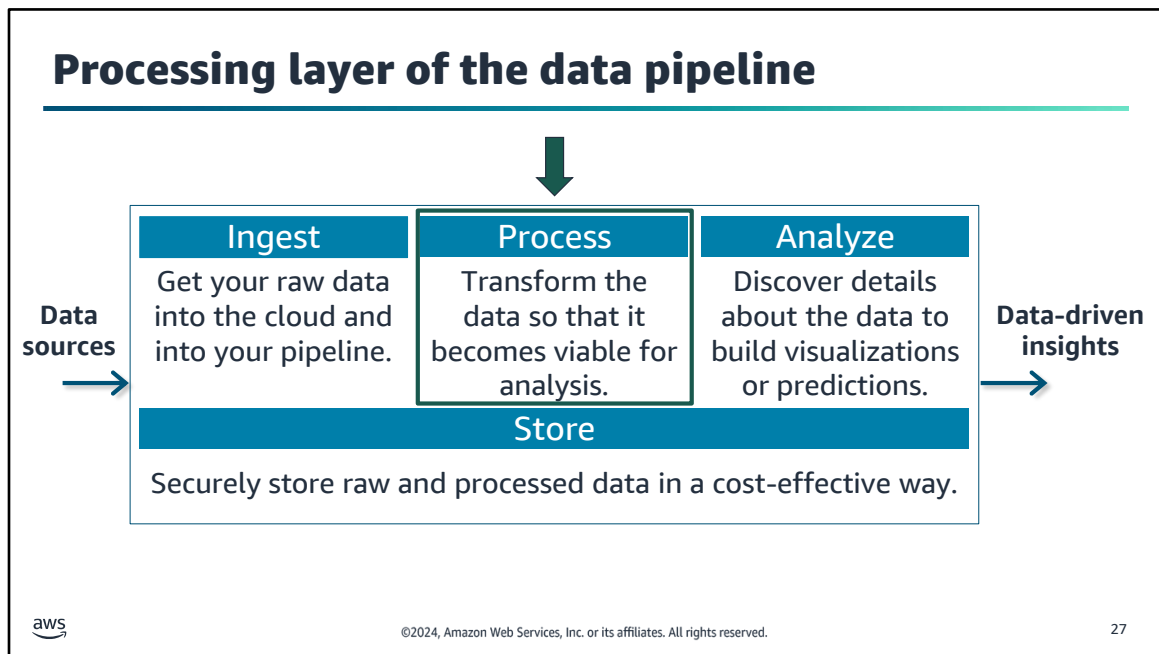 Processing layer of the data pipeline
Data
sources
Ingest
Get your raw data
into the cloud and
into your pipeline.
Process
Transform the
data so that it
becomes viable for
analysis.
Analyze
Discover details
about the data to
build visualizations
or predictions.
Data-driven
insights
Store
Securely store raw and processed data in a cost-effective way.
aws
©2024, Amazon Web Services, Inc. or its affiliates. All rights reserved.
27